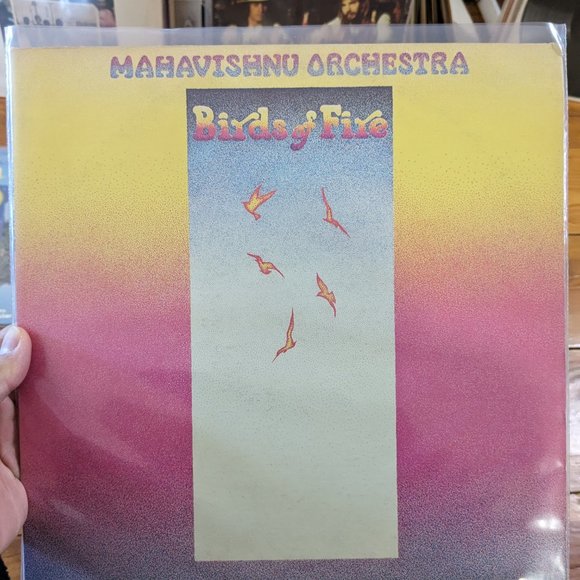 MAHAVISHNU ORCHESTRA
Birds of Fire